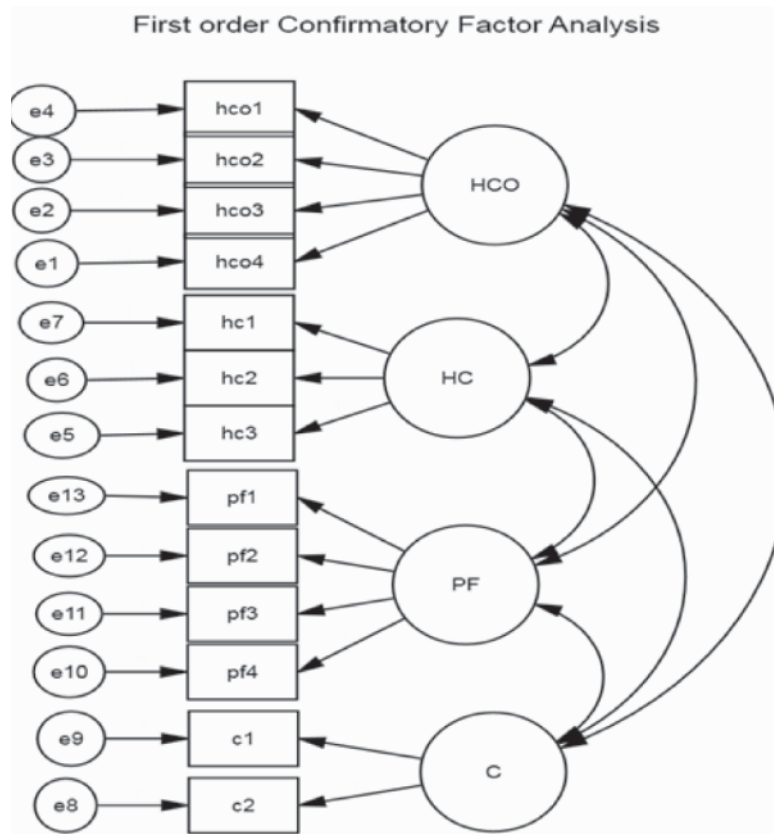 First order Confirmatory Factor Analysis
e4 hco1
e3 hco2 HCO
e2 hco3
e1 hco4
e7 hc1
e6 hc2 HC
e5 hc3
e13 pf1
e12 pf2 PF
e11 pf3
e10 pf4
e9 c1
C
e8 c2